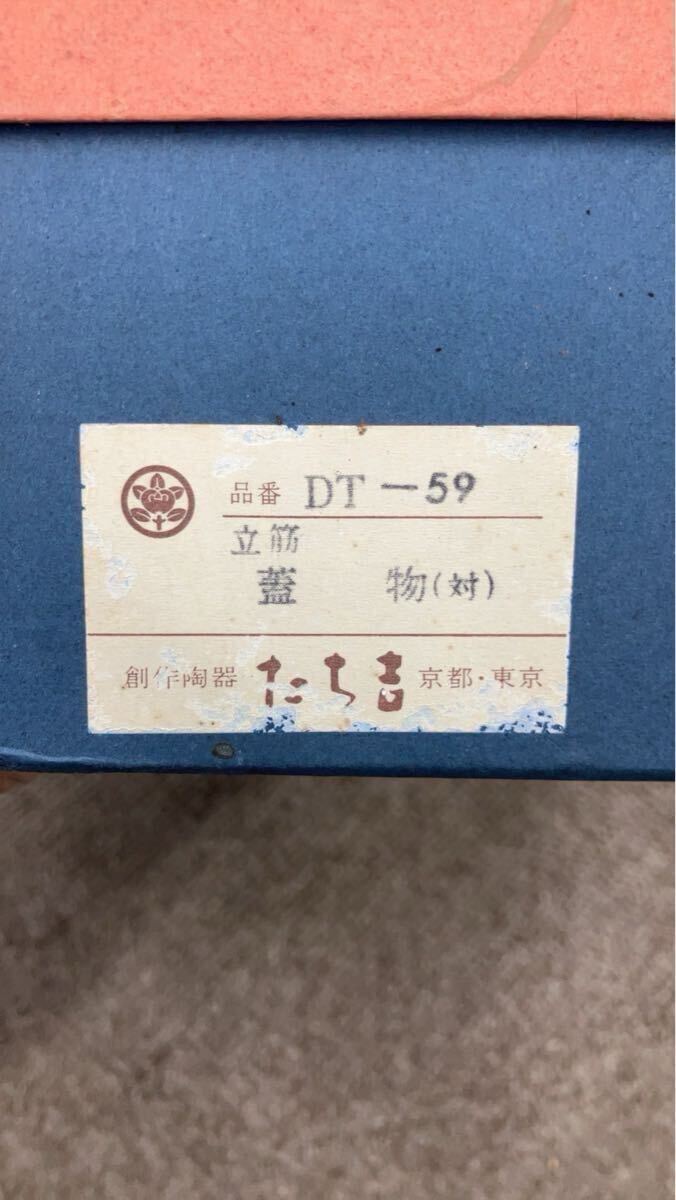 品番 DT-59
立筋
蓋 物(対)
創作陶器 たち吉 京都・東京